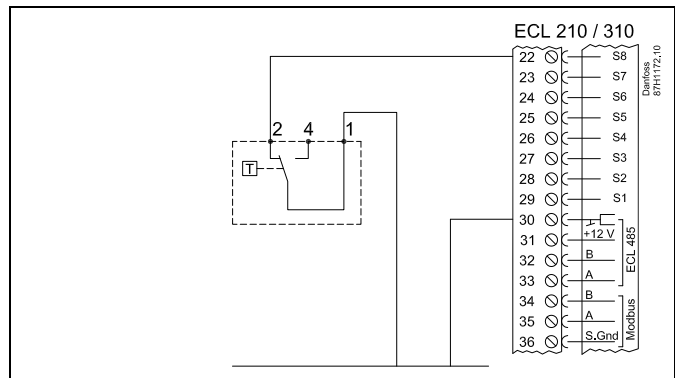 ECL 210 / 310
22 S8
23 S7
24 S6
25 S5
26 S4
27 S3
28 S2
29 S1
30
31 +12 V
32 B
33 A
34 B
35 A
36 S.Gnd
ECL 485
Modbus
Danfoss
87H1172.10
2 4 1
T